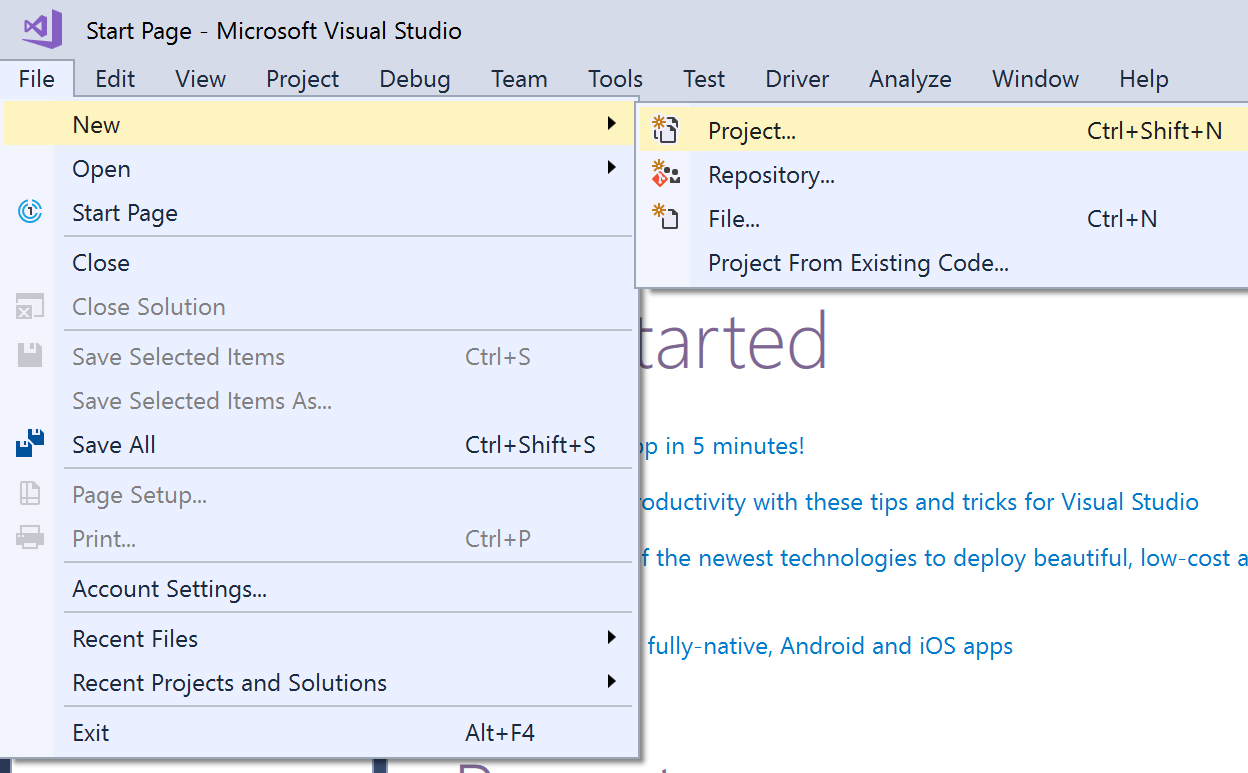 Start Page - Microsoft Visual Studio
File Edit View Project Debug Team Tools Test Driver Analyze Window Help
New
Project... Ctrl+Shift+N
Open
Repository...
Start Page
File... Ctrl+N
Close
Project From Existing Code...
Close Solution
tarted
Save Selected Items Ctrl+S
Save Selected Items As...
Save All Ctrl+Shift+S
pp in 5 minutes!
Page Setup...
oductivity with these tips and tricks for Visual Studio
Print... Ctrl+P
f the newest technologies to deploy beautiful, low-cost a
Account Settings...
Recent Files
fully-native, Android and iOS apps
Recent Projects and Solutions
Exit Alt+F4